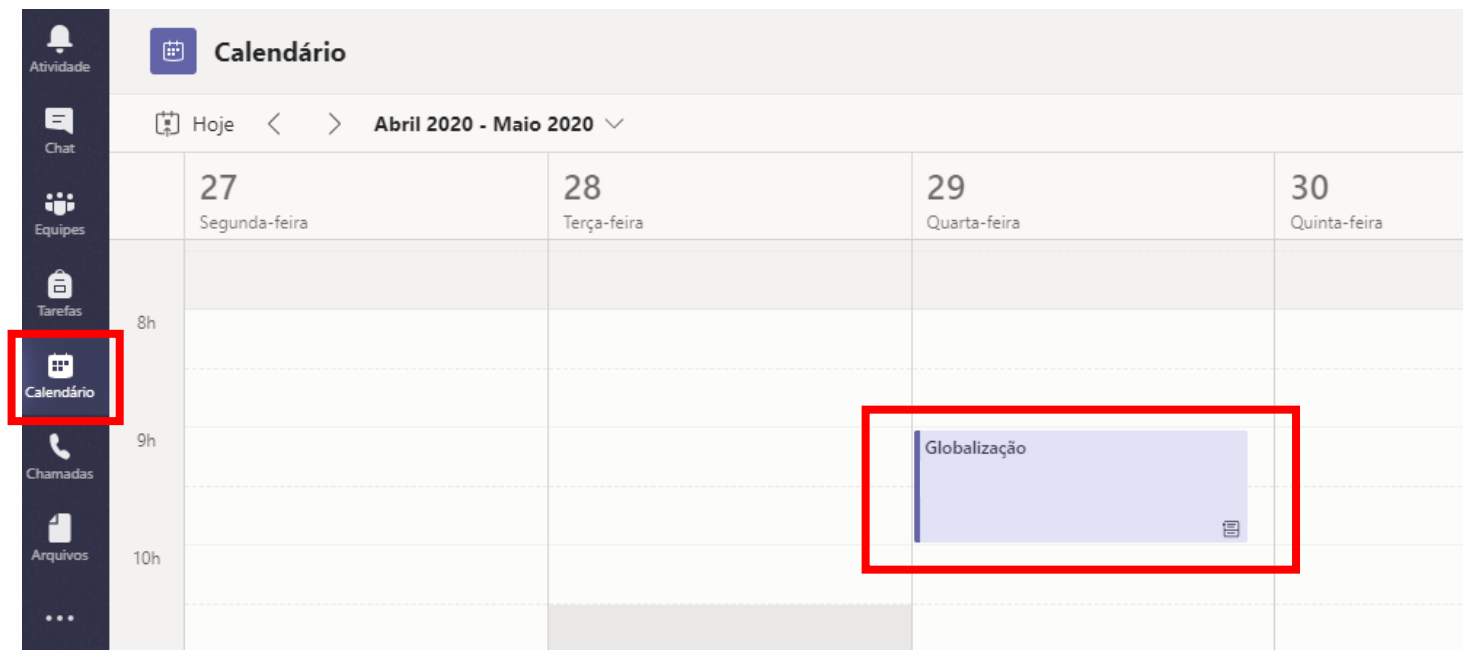 Atividade
Chat
Equipes
Tarefas
Calendário
Chamadas
Arquivos
Calendário
Hoje
Abril 2020 - Maio 2020
27
Segunda-feira
28
Terça-feira
29
Quarta-feira
30
Quinta-feira
8h
9h
Globalização
10h